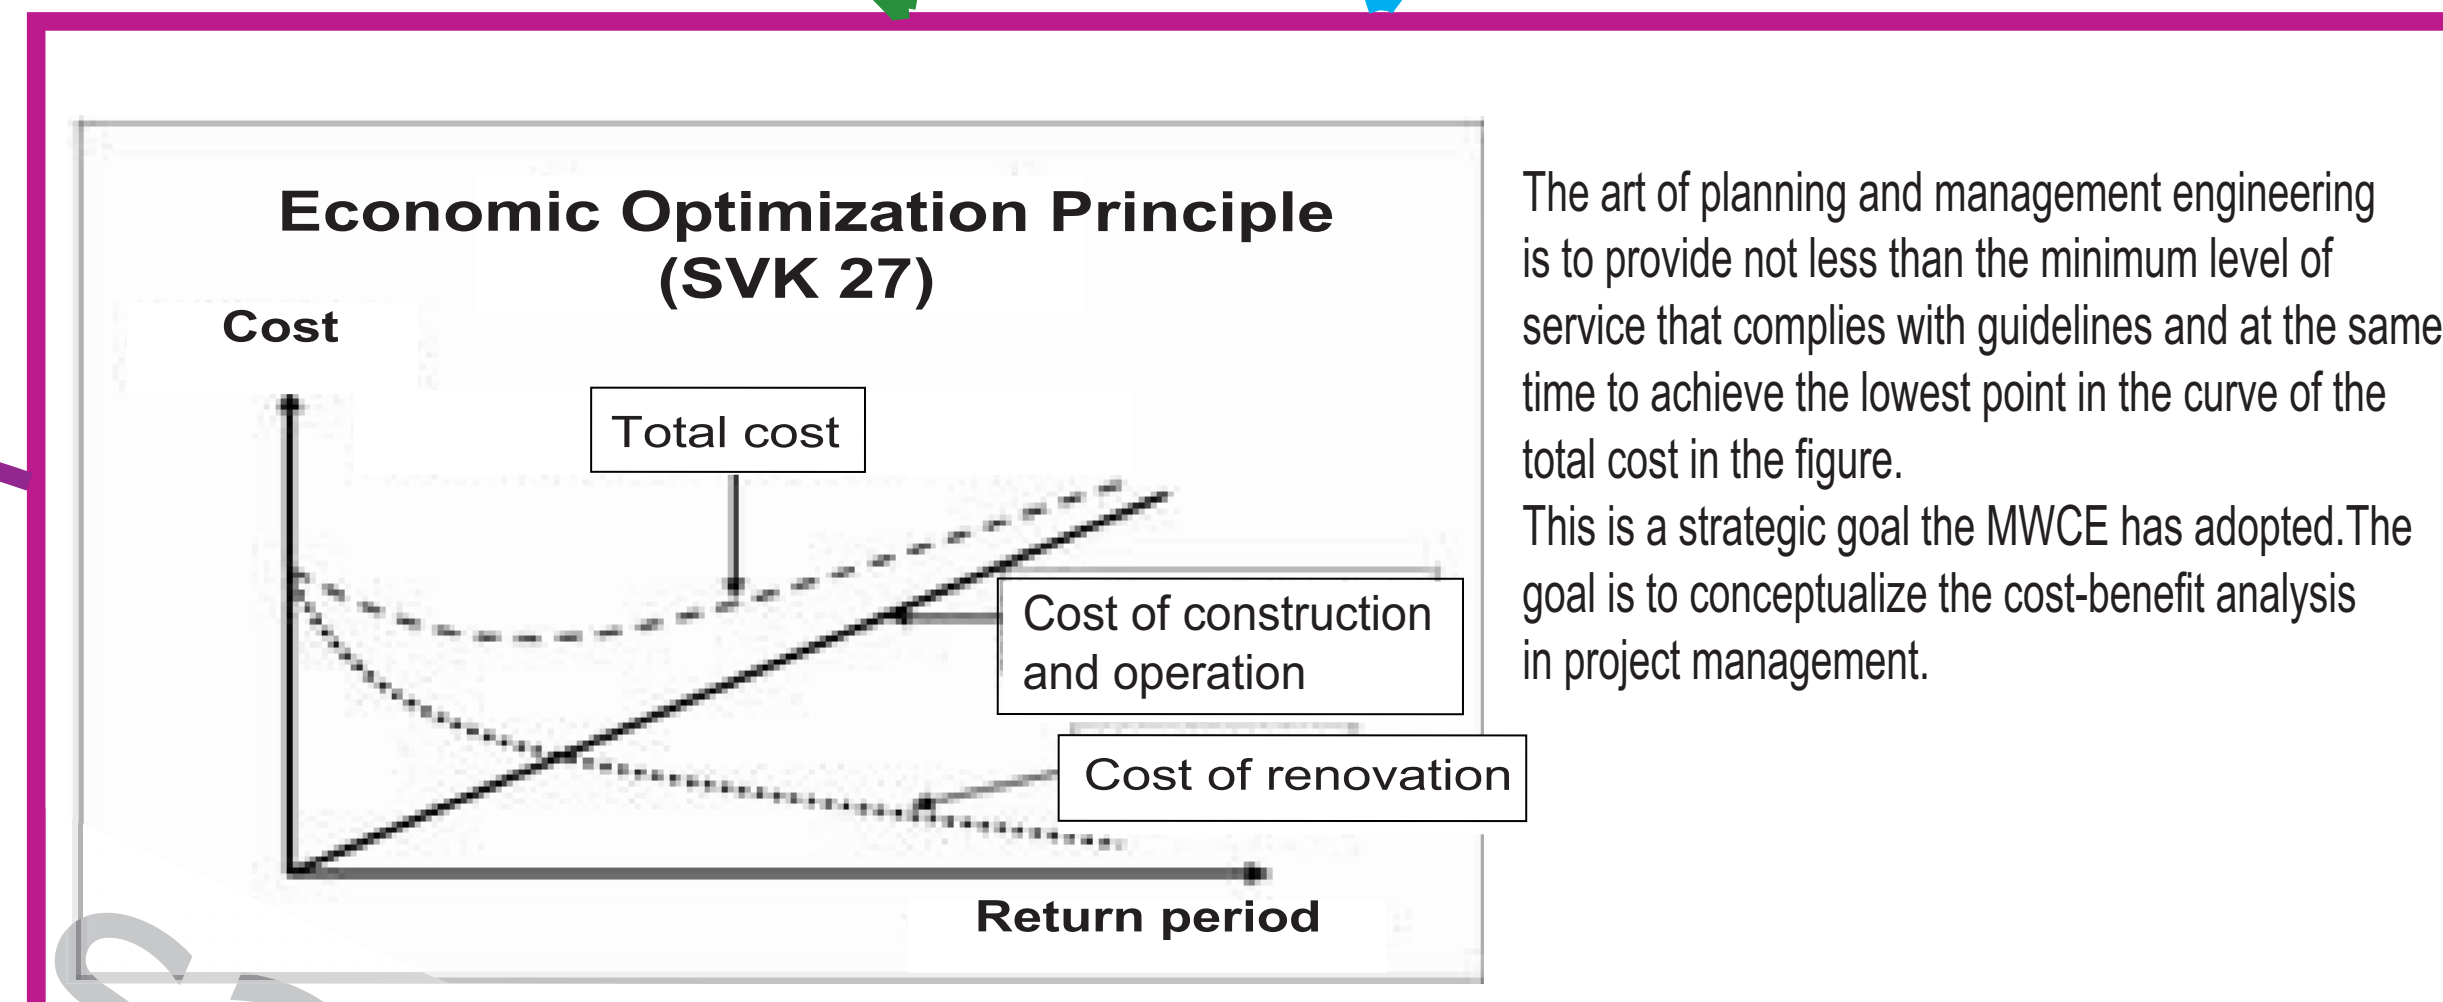 Economic Optimization Principle
(SVK 27)
Cost
Total cost
Cost of construction
and operation
Cost of renovation
Return period
The art of planning and management engineering
is to provide not less than the minimum level of
service that complies with guidelines and at the same
time to achieve the lowest point in the curve of the
total cost in the figure.
This is a strategic goal the MWCE has adopted.The
goal is to conceptualize the cost-benefit analysis
in project management.